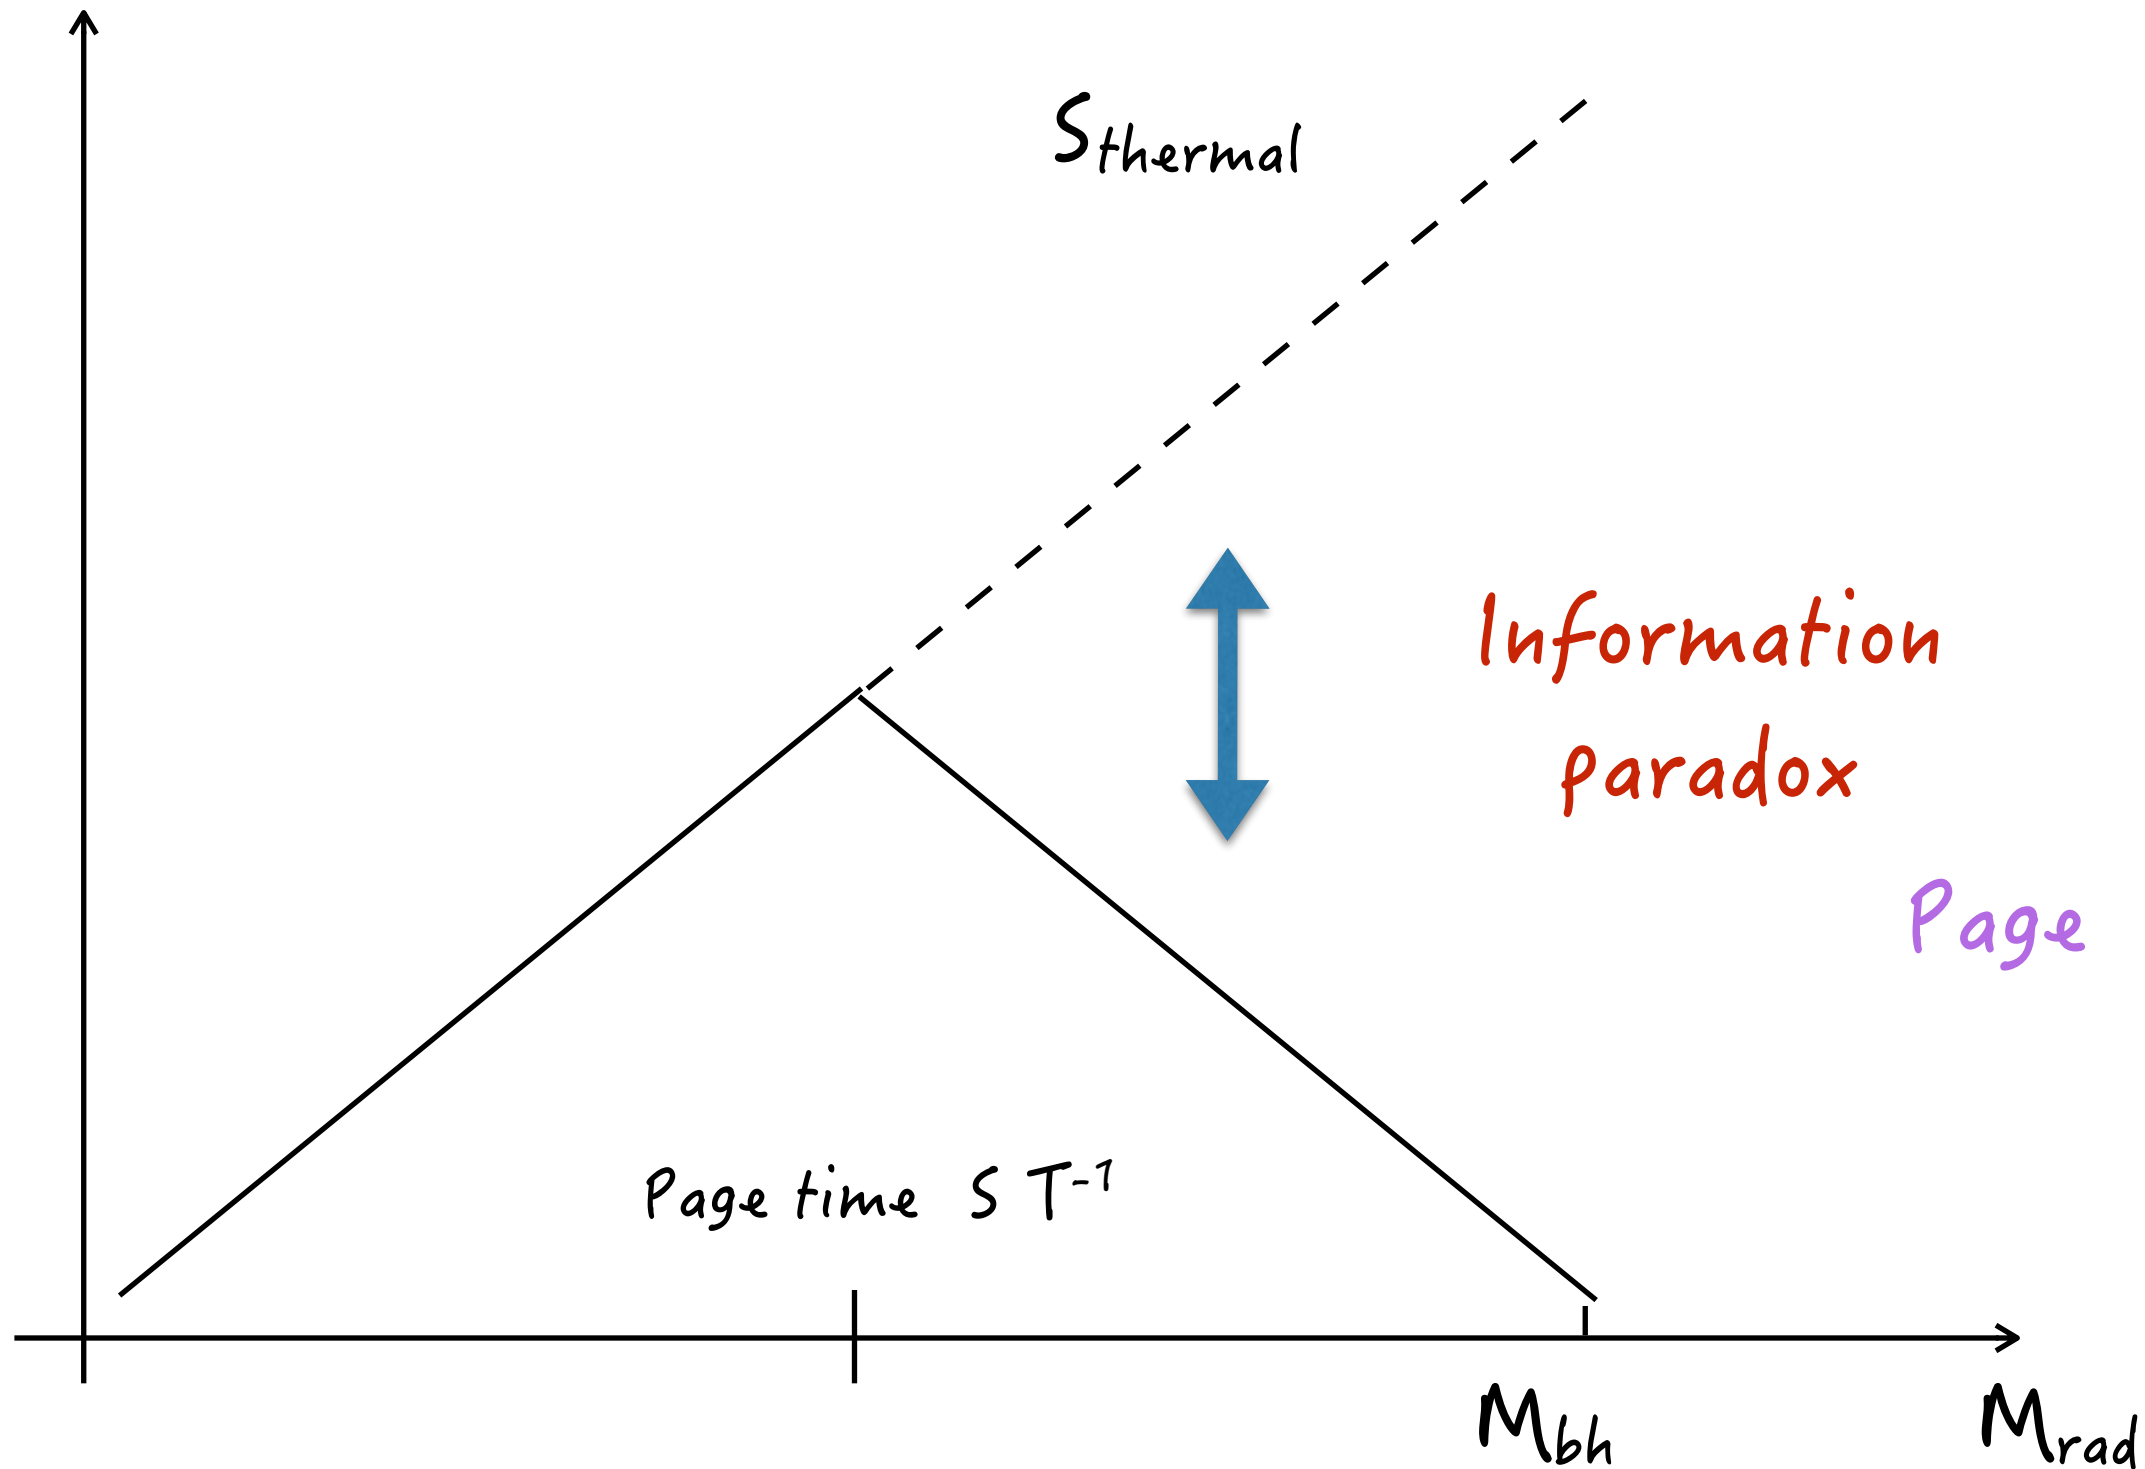 Sthermal
Information
paradox
Page
Page time S T⁻¹
Mbh
Mrad